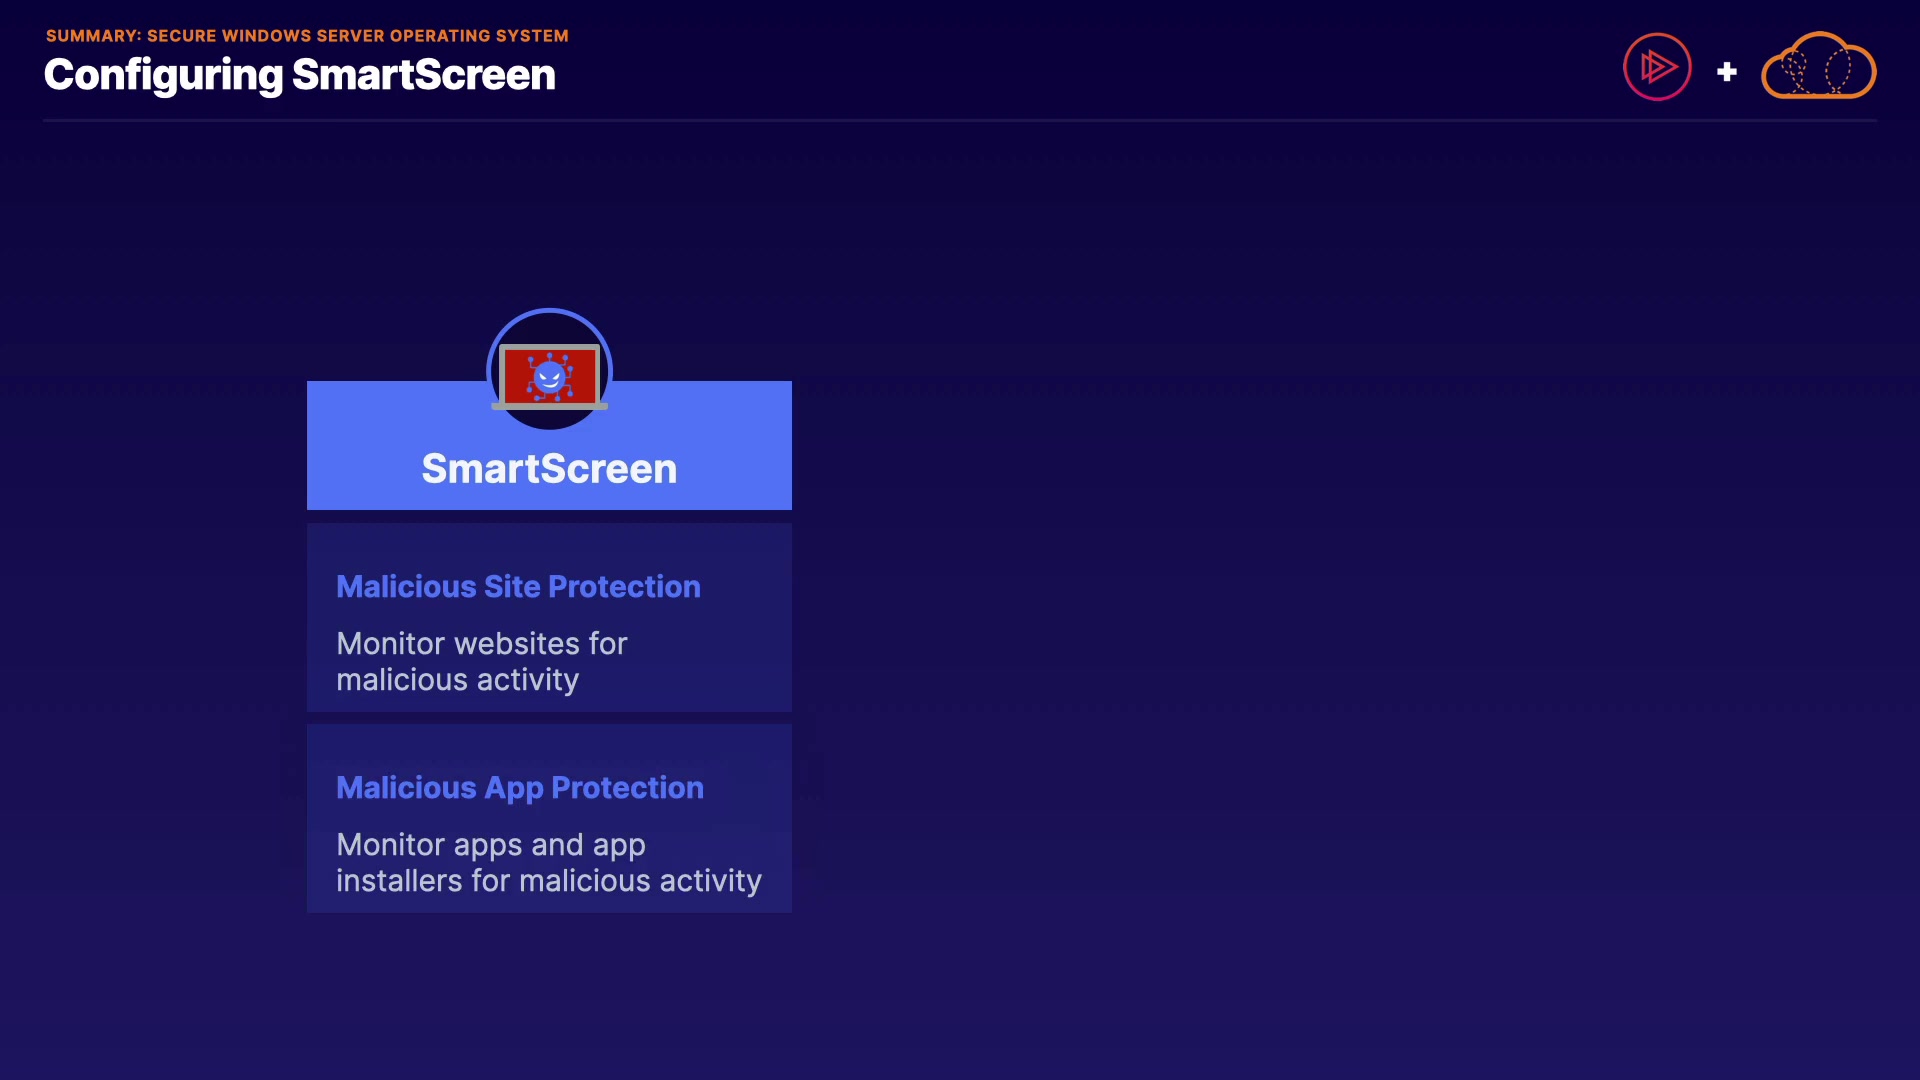 SUMMARY: SECURE WINDOWS SERVER OPERATING SYSTEM
Configuring SmartScreen
SmartScreen
Malicious Site Protection
Monitor websites for
malicious activity
Malicious App Protection
Monitor apps and app
installers for malicious activity